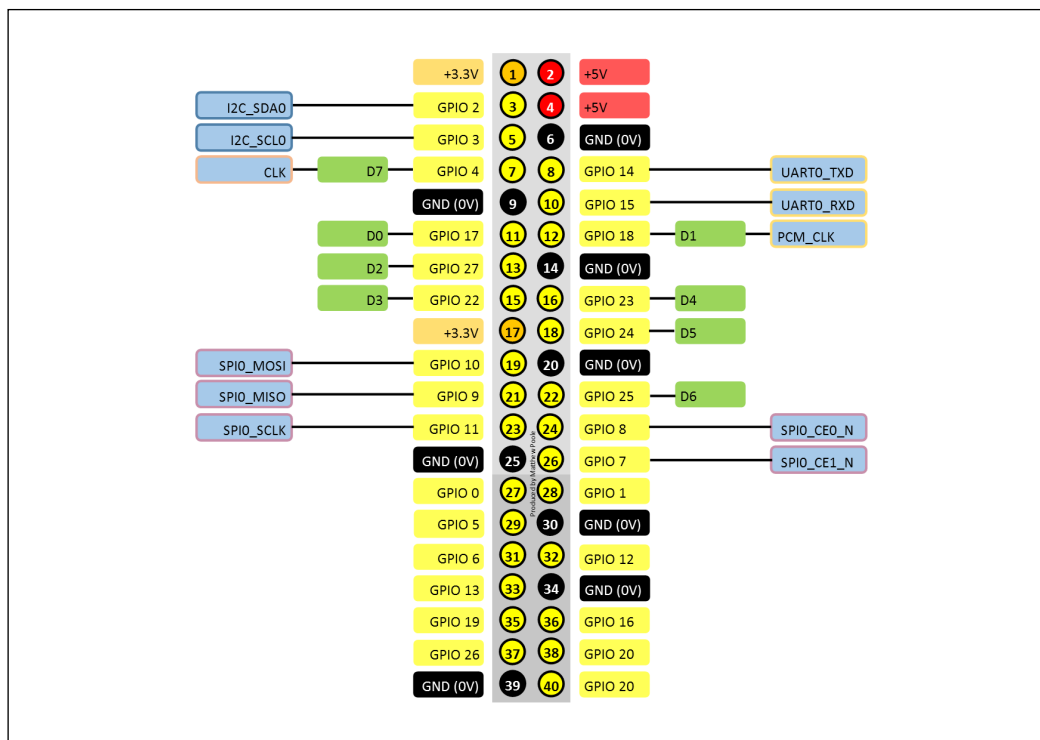 +3.3V 1 2 +5V
I2C_SDA0 GPIO 2 3 4 +5V
I2C_SCL0 GPIO 3 5 6 GND (0V)
CLK D7 GPIO 4 7 8 GPIO 14 UART0_TXD
GND (0V) 9 10 GPIO 15 UART0_RXD
D0 GPIO 17 11 12 GPIO 18 D1 PCM_CLK
D2 GPIO 27 13 14 GND (0V)
D3 GPIO 22 15 16 GPIO 23 D4
+3.3V 17 18 GPIO 24 D5
SPI0_MOSI GPIO 10 19 20 GND (0V)
SPI0_MISO GPIO 9 21 22 GPIO 25 D6
SPI0_SCLK GPIO 11 23 24 GPIO 8 SPI0_CE0_N
GND (0V) 25 26 GPIO 7 SPI0_CE1_N
GPIO 0 27 28 GPIO 1
GPIO 5 29 30 GND (0V)
GPIO 6 31 32 GPIO 12
GPIO 13 33 34 GND (0V)
GPIO 19 35 36 GPIO 16
GPIO 26 37 38 GPIO 20
GND (0V) 39 40 GPIO 20
Produced by Matthew Poole